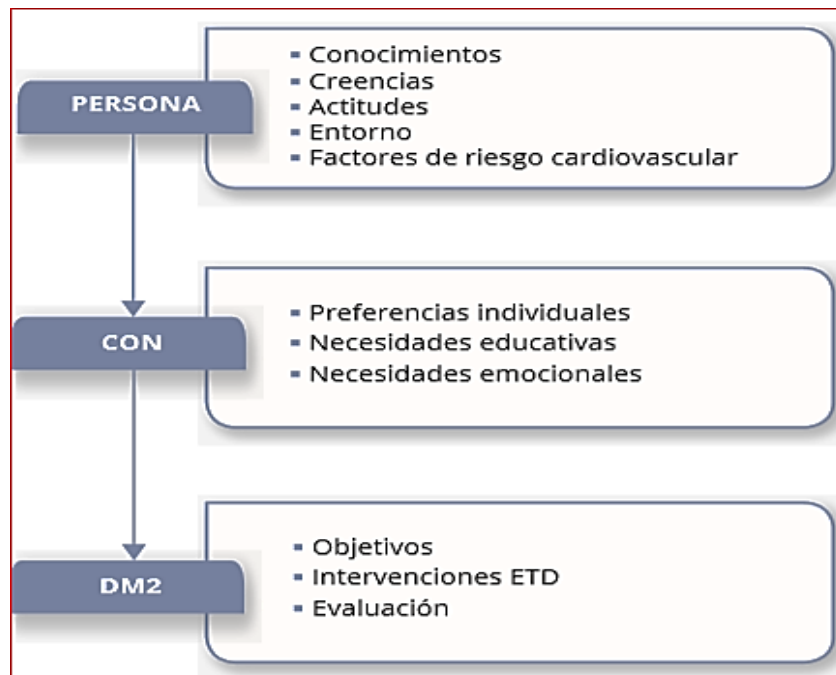 PERSONA
▪ Conocimientos
▪ Creencias
▪ Actitudes
▪ Entorno
▪ Factores de riesgo cardiovascular
CON
▪ Preferencias individuales
▪ Necesidades educativas
▪ Necesidades emocionales
DM2
▪ Objetivos
▪ Intervenciones ETD
▪ Evaluación